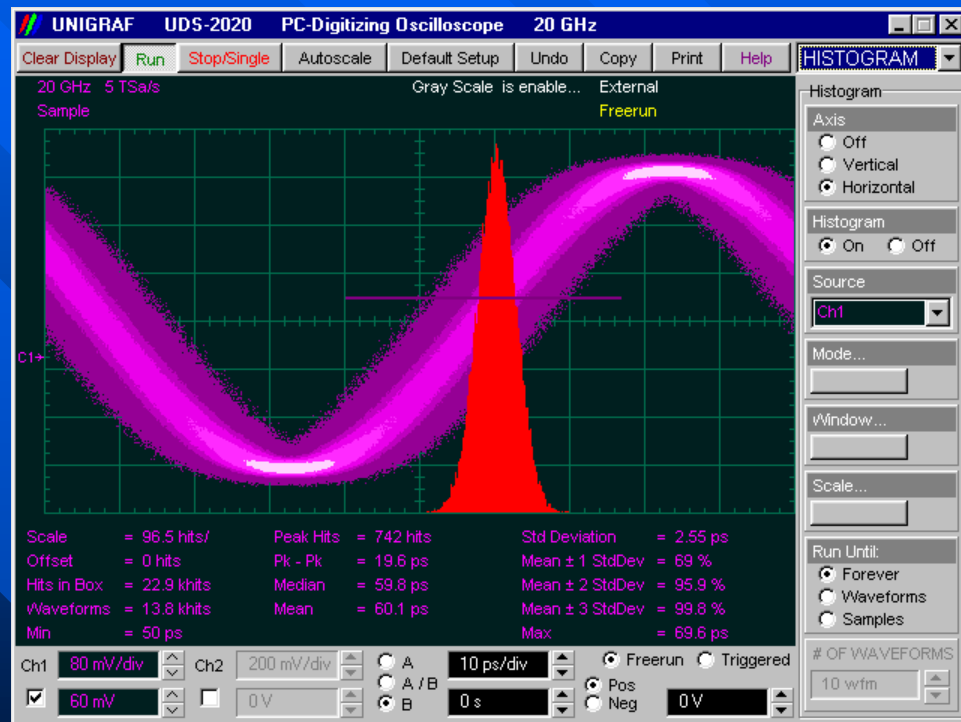 UNIGRAF UDS-2020 PC-Digitizing Oscilloscope 20 GHz
Clear Display Run Stop/Single Autoscale Default Setup Undo Copy Print Help HISTOGRAM
20 GHz 5 TSa/s Gray Scale is enable... External
Sample Freerun
Histogram
Axis
Off
Vertical
Horizontal
Histogram
On Off
Source
Ch1
Mode...
Window...
Scale...
Run Until:
Forever
Waveforms
Samples
# OF WAVEFORMS
10 wfm
C1
Scale = 96.5 hits/ Peak Hits = 742 hits Std Deviation = 2.55 ps
Offset = 0 hits Pk - Pk = 19.6 ps Mean ± 1 StdDev = 69 %
Hits in Box = 22.9 khits Median = 59.8 ps Mean ± 2 StdDev = 95.9 %
Waveforms = 13.8 khits Mean = 60.1 ps Mean ± 3 StdDev = 99.8 %
Min = 50 ps Max = 69.6 ps
Ch1 80 mV/div Ch2 200 mV/div A 10 ps/div Freerun Triggered
A / B Pos
60 mV 0 V B 0 s Neg 0 V